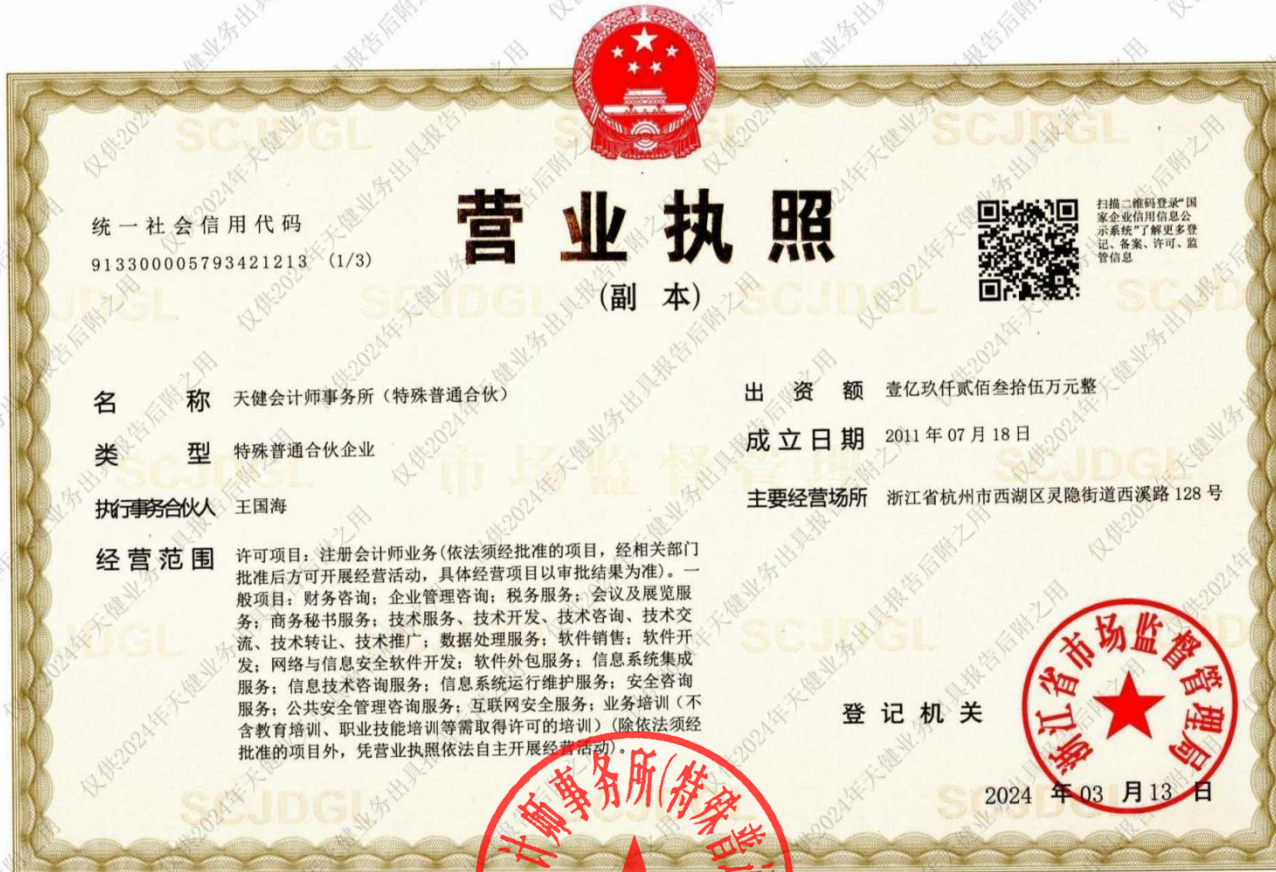 营业执照
(副 本)
统一社会信用代码
913300005793421213 (1/3)
扫描二维码登录“国
家企业信用信息公
示系统”了解更多登
记、备案、许可、监
管信息
名 称 天健会计师事务所（特殊普通合伙）
类 型 特殊普通合伙企业
执行事务合伙人 王国海
经营范围 许可项目：注册会计师业务(依法须经批准的项目，经相关部门
批准后方可开展经营活动，具体经营项目以审批结果为准)。一
般项目：财务咨询；企业管理咨询；税务服务；会议及展览服
务；商务秘书服务；技术服务、技术开发、技术咨询、技术交
流、技术转让、技术推广；数据处理服务；软件销售；软件开
发；网络与信息安全软件开发；软件外包服务；信息系统集成
服务；信息技术咨询服务；信息系统运行维护服务；安全咨询
服务；公共安全管理咨询服务；互联网安全服务；业务培训（不
含教育培训、职业技能培训等需取得许可的培训）(除依法须经
批准的项目外，凭营业执照依法自主开展经营活动)。
出 资 额 壹亿玖仟贰佰叁拾伍万元整
成立日期 2011年07月18日
主要经营场所 浙江省杭州市西湖区灵隐街道西溪路128号
登记机关
浙江省市场监督管理局
2024 年 03 月 13 日
计师事务所(特殊普
市场监督管理
SCJDGL
仅供2024年天健业务出具报告后附之用